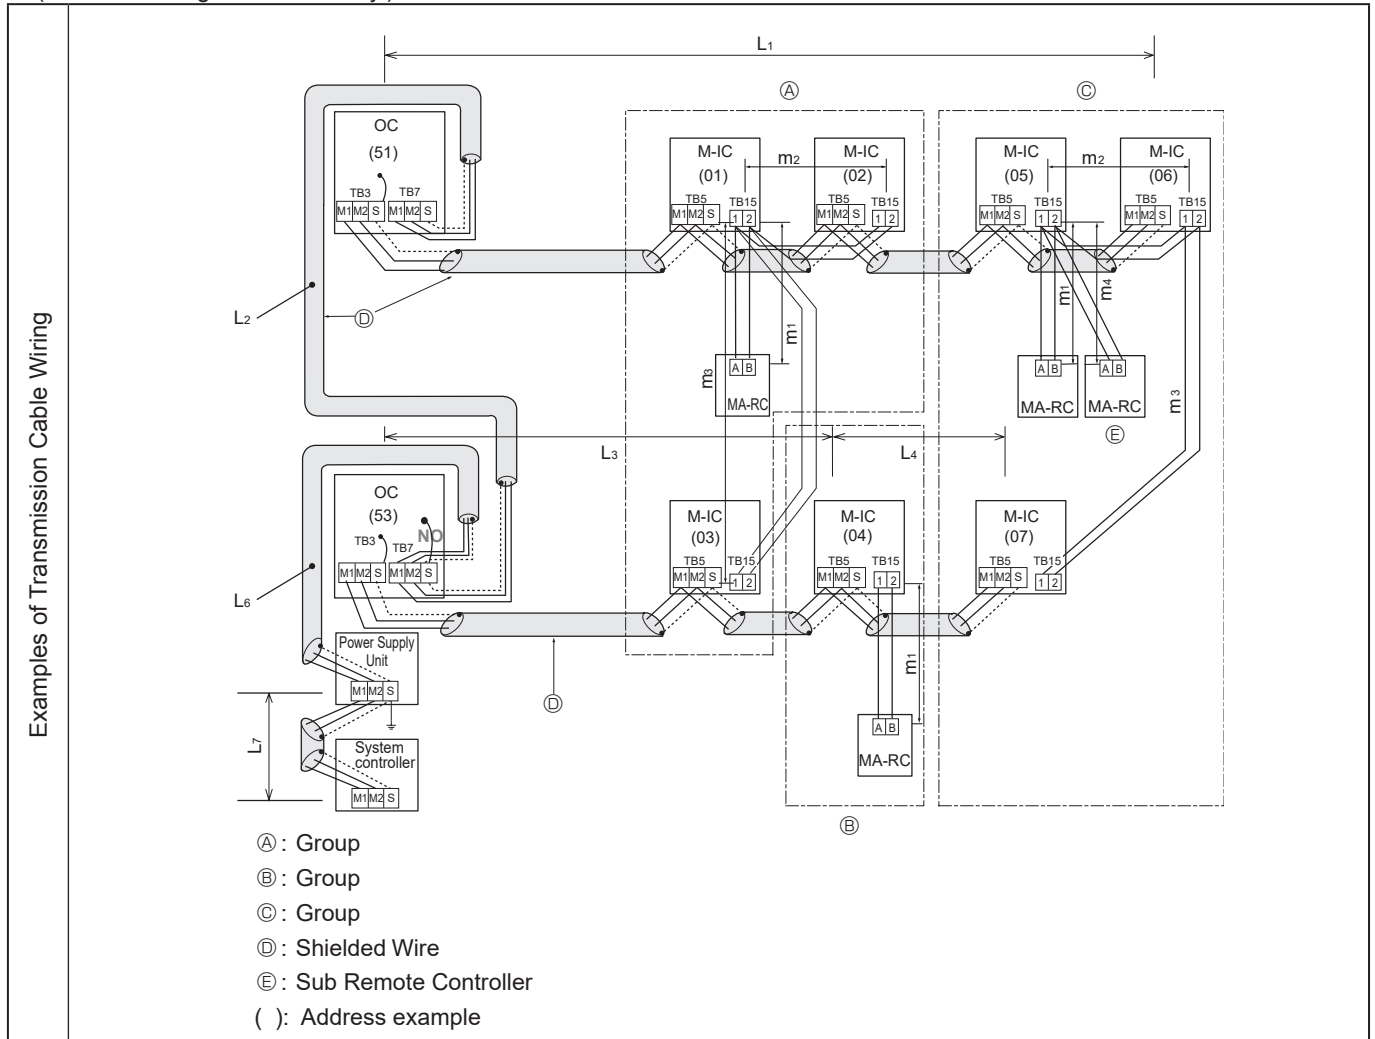 Examples of Transmission Cable Wiring
L1
Ⓐ
Ⓒ
OC
(51)
TB3
TB7
M1 M2 S
M1 M2 S
M-IC
(01)
TB5
TB15
M1 M2 S
1 2
m2
M-IC
(02)
TB5
TB15
M1 M2 S
1 2
M-IC
(05)
TB5
TB15
M1 M2 S
1 2
m2
M-IC
(06)
TB5
TB15
M1 M2 S
1 2
L2
Ⓓ
m3
m1
A B
MA-RC
m1
m4
A B
MA-RC
A B
MA-RC
Ⓔ
m3
L3
L4
OC
(53)
NO
TB3
TB7
M1 M2 S
M1 M2 S
M-IC
(03)
TB5
TB15
M1 M2 S
1 2
M-IC
(04)
TB5
TB15
M1 M2 S
1 2
M-IC
(07)
TB5
TB15
M1 M2 S
1 2
L6
Power Supply
Unit
M1 M2 S
Ⓓ
m1
A B
MA-RC
L7
System
controller
M1 M2 S
Ⓑ
Ⓐ: Group
Ⓑ: Group
Ⓒ: Group
Ⓓ: Shielded Wire
Ⓔ: Sub Remote Controller
( ): Address example